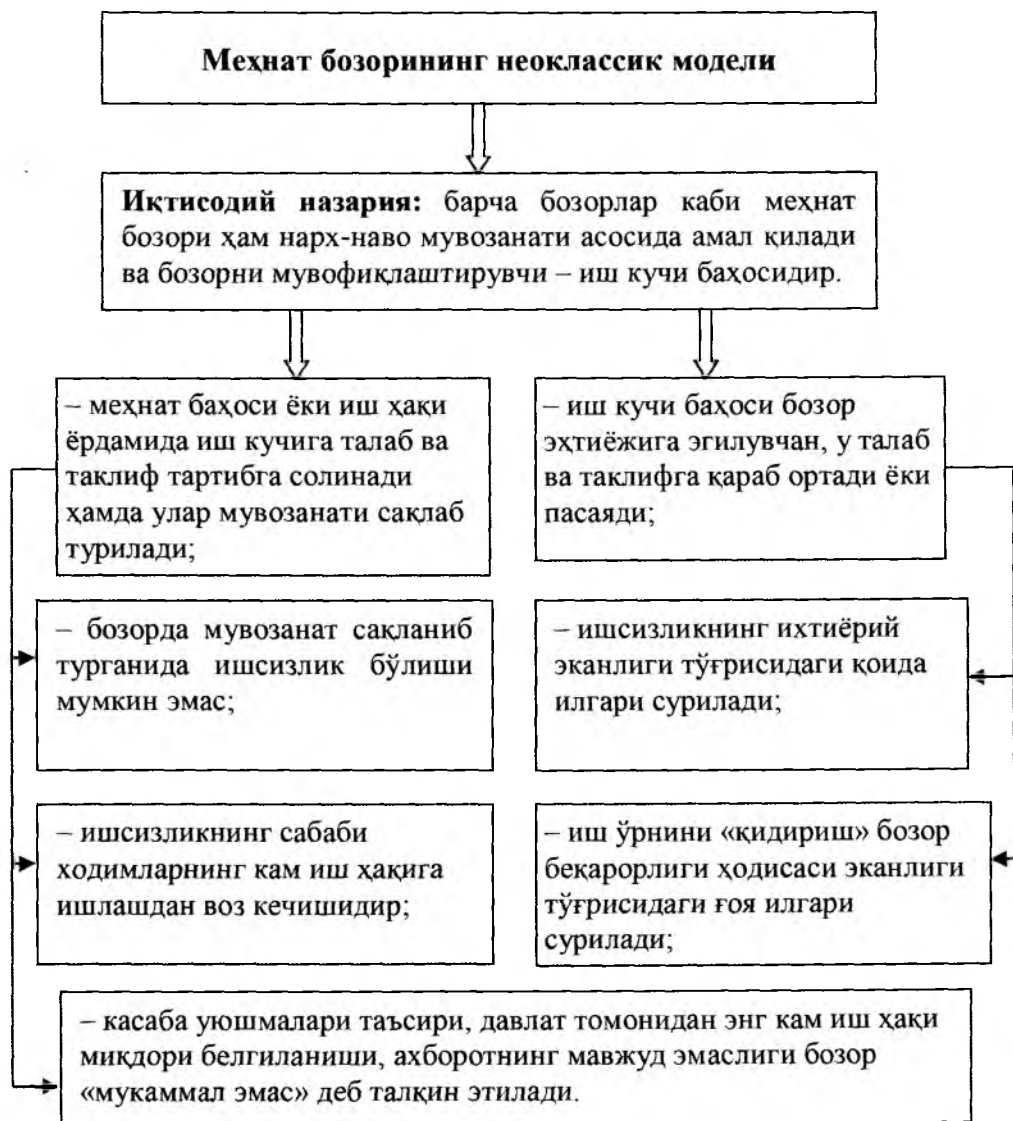 Меҳнат бозорининг неоклассик модели
Иқтисодий назария: барча бозорлар каби меҳнат
бозори ҳам нарх-наво мувозанати асосида амал қилади
ва бозорни мувофиқлаштирувчи – иш кучи баҳосидир.
– меҳнат баҳоси ёки иш ҳақи
ёрдамида иш кучига талаб ва
таклиф тартибга солинади
ҳамда улар мувозанати сақлаб
турилади;
– иш кучи баҳоси бозор
эҳтиёжига эгилувчан, у талаб
ва таклифга қараб ортади ёки
пасаяди;
– бозорда мувозанат сақланиб
турганида ишсизлик бўлиши
мумкин эмас;
– ишсизликнинг ихтиёрий
эканлиги тўғрисидаги қоида
илгари сурилади;
– ишсизликнинг сабаби
ходимларнинг кам иш ҳақига
ишлашдан воз кечишидир;
– иш ўрнини «қидириш» бозор
беқарорлиги ҳодисаси эканлиги
тўғрисидаги ғоя илгари
сурилади;
– касаба уюшмалари таъсири, давлат томонидан энг кам иш ҳақи
миқдори белгиланиши, ахборотнинг мавжуд эмаслиги бозор
«мукаммал эмас» деб талқин этилади.